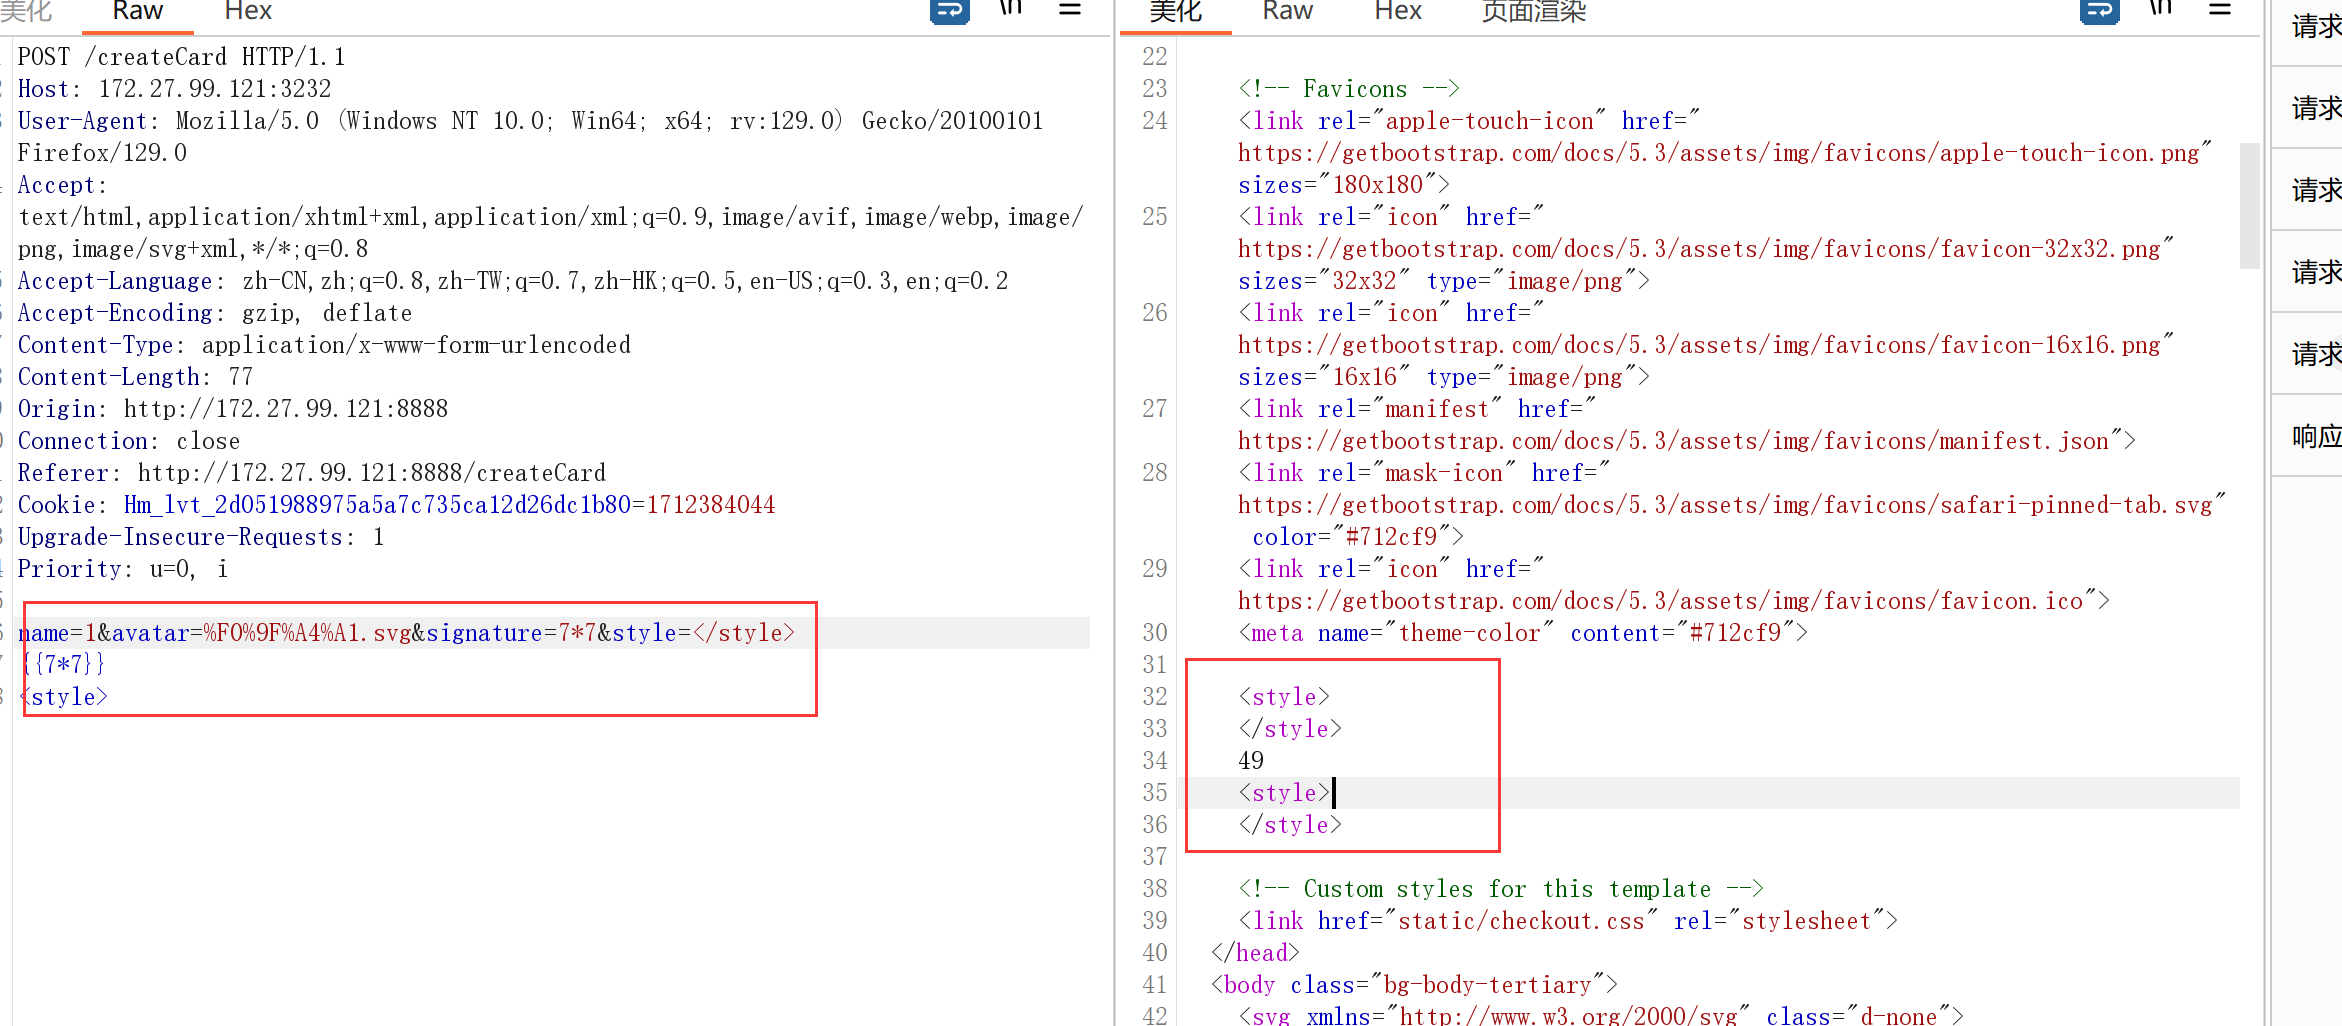 美化 Raw Hex \n
POST /createCard HTTP/1.1
Host: 172.27.99.121:3232
User-Agent: Mozilla/5.0 (Windows NT 10.0; Win64; x64; rv:129.0) Gecko/20100101
Firefox/129.0
Accept:
text/html,application/xhtml+xml,application/xml;q=0.9,image/avif,image/webp,image/
png,image/svg+xml,*/*;q=0.8
Accept-Language: zh-CN,zh;q=0.8,zh-TW;q=0.7,zh-HK;q=0.5,en-US;q=0.3,en;q=0.2
Accept-Encoding: gzip, deflate
Content-Type: application/x-www-form-urlencoded
Content-Length: 77
Origin: http://172.27.99.121:8888
Connection: close
Referer: http://172.27.99.121:8888/createCard
Cookie: Hm_lvt_2d051988975a5a7c735ca12d26dc1b80=1712384044
Upgrade-Insecure-Requests: 1
Priority: u=0, i
name=1&avatar=%F0%9F%A4%A1.svg&signature=7*7&style=</style>
{{7*7}}
<style>
美化 Raw Hex 页面渲染 \n
22
23 <!-- Favicons -->
24 <link rel="apple-touch-icon" href="
https://getbootstrap.com/docs/5.3/assets/img/favicons/apple-touch-icon.png"
sizes="180x180">
25 <link rel="icon" href="
https://getbootstrap.com/docs/5.3/assets/img/favicons/favicon-32x32.png"
sizes="32x32" type="image/png">
26 <link rel="icon" href="
https://getbootstrap.com/docs/5.3/assets/img/favicons/favicon-16x16.png"
sizes="16x16" type="image/png">
27 <link rel="manifest" href="
https://getbootstrap.com/docs/5.3/assets/img/favicons/manifest.json">
28 <link rel="mask-icon" href="
https://getbootstrap.com/docs/5.3/assets/img/favicons/safari-pinned-tab.svg"
color="#712cf9">
29 <link rel="icon" href="
https://getbootstrap.com/docs/5.3/assets/img/favicons/favicon.ico">
30 <meta name="theme-color" content="#712cf9">
31
32 <style>
33 </style>
34 49
35 <style>
36 </style>
37
38 <!-- Custom styles for this template -->
39 <link href="static/checkout.css" rel="stylesheet">
40 </head>
41 <body class="bg-body-tertiary">
42 <svg xmlns="http://www.w3.org/2000/svg" class="d-none">
请求
请求
请求
请求
请求
响应